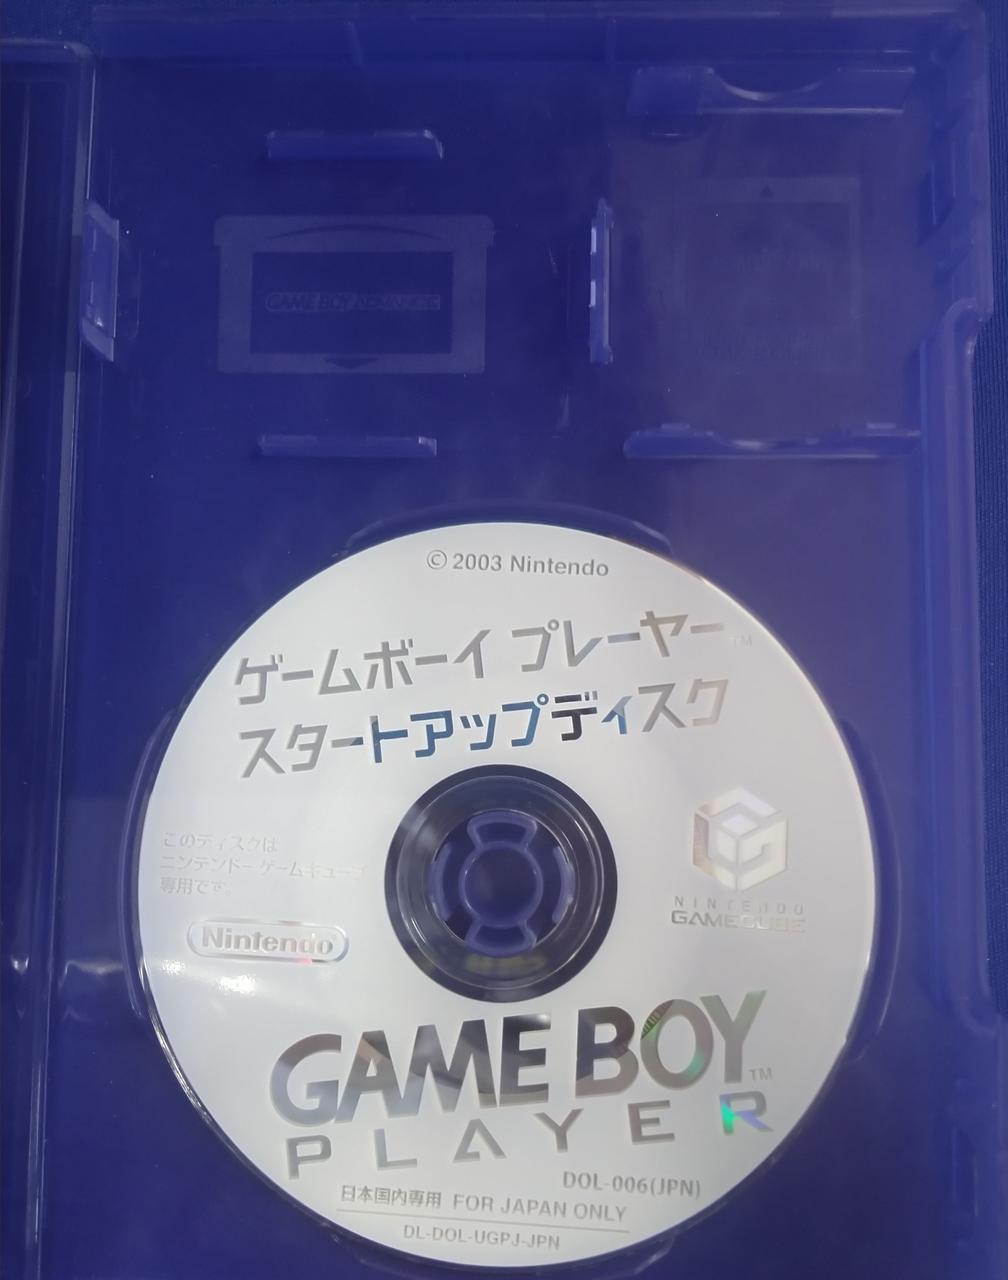 GAME BOY ADVANCE
© 2003 Nintendo
ゲームボーイ プレーヤー™
スタートアップディスク
このディスクは
ニンテンドーゲームキューブ
専用です。
Nintendo
NINTENDO
GAMECUBE
GAME BOY™
PLAYER
DOL-006(JPN)
日本国内専用 FOR JAPAN ONLY
DL-DOL-UGPJ-JPN